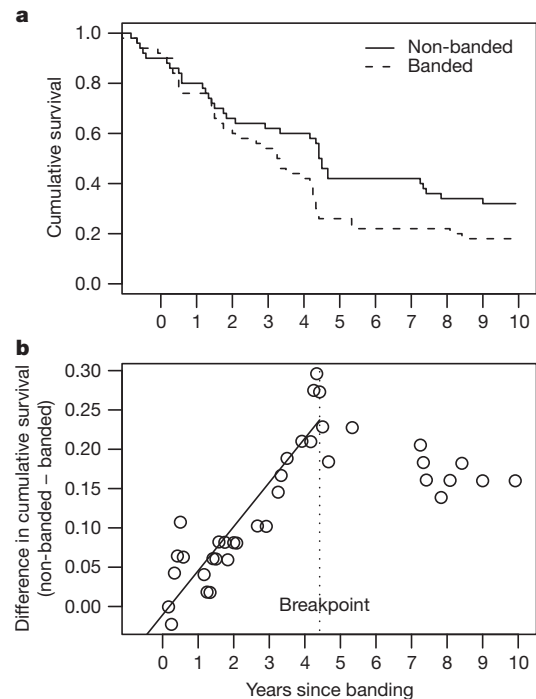 a
1.0
0.8
0.6
0.4
0.2
0.0
Cumulative survival
Non-banded
Banded
0 1 2 3 4 5 6 7 8 9 10
b
0.30
0.25
0.20
0.15
0.10
0.05
0.00
Difference in cumulative survival
(non-banded – banded)
Breakpoint
0 1 2 3 4 5 6 7 8 9 10
Years since banding